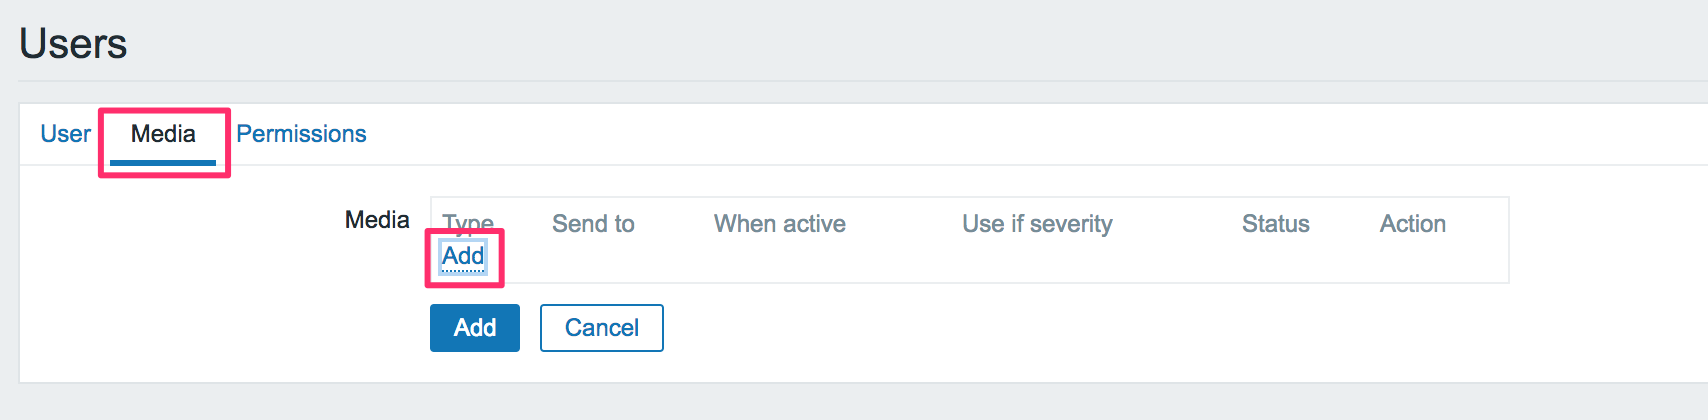 Users
User Media Permissions
Media Type Send to When active Use if severity Status Action
Add
Add Cancel